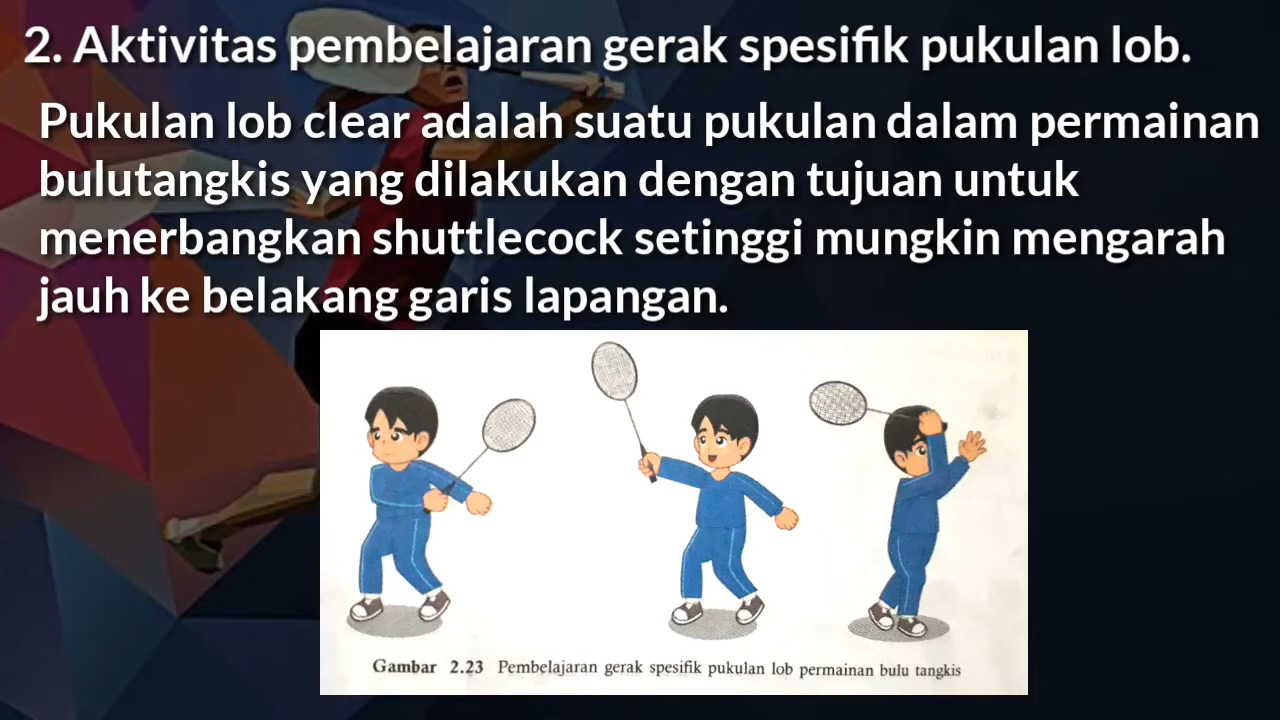 2. Aktivitas pembelajaran gerak spesifik pukulan lob.
Pukulan lob clear adalah suatu pukulan dalam permainan
bulutangkis yang dilakukan dengan tujuan untuk
menerbangkan shuttlecock setinggi mungkin mengarah
jauh ke belakang garis lapangan.
Gambar 2.23 Pembelajaran gerak spesifik pukulan lob permainan bulu tangkis